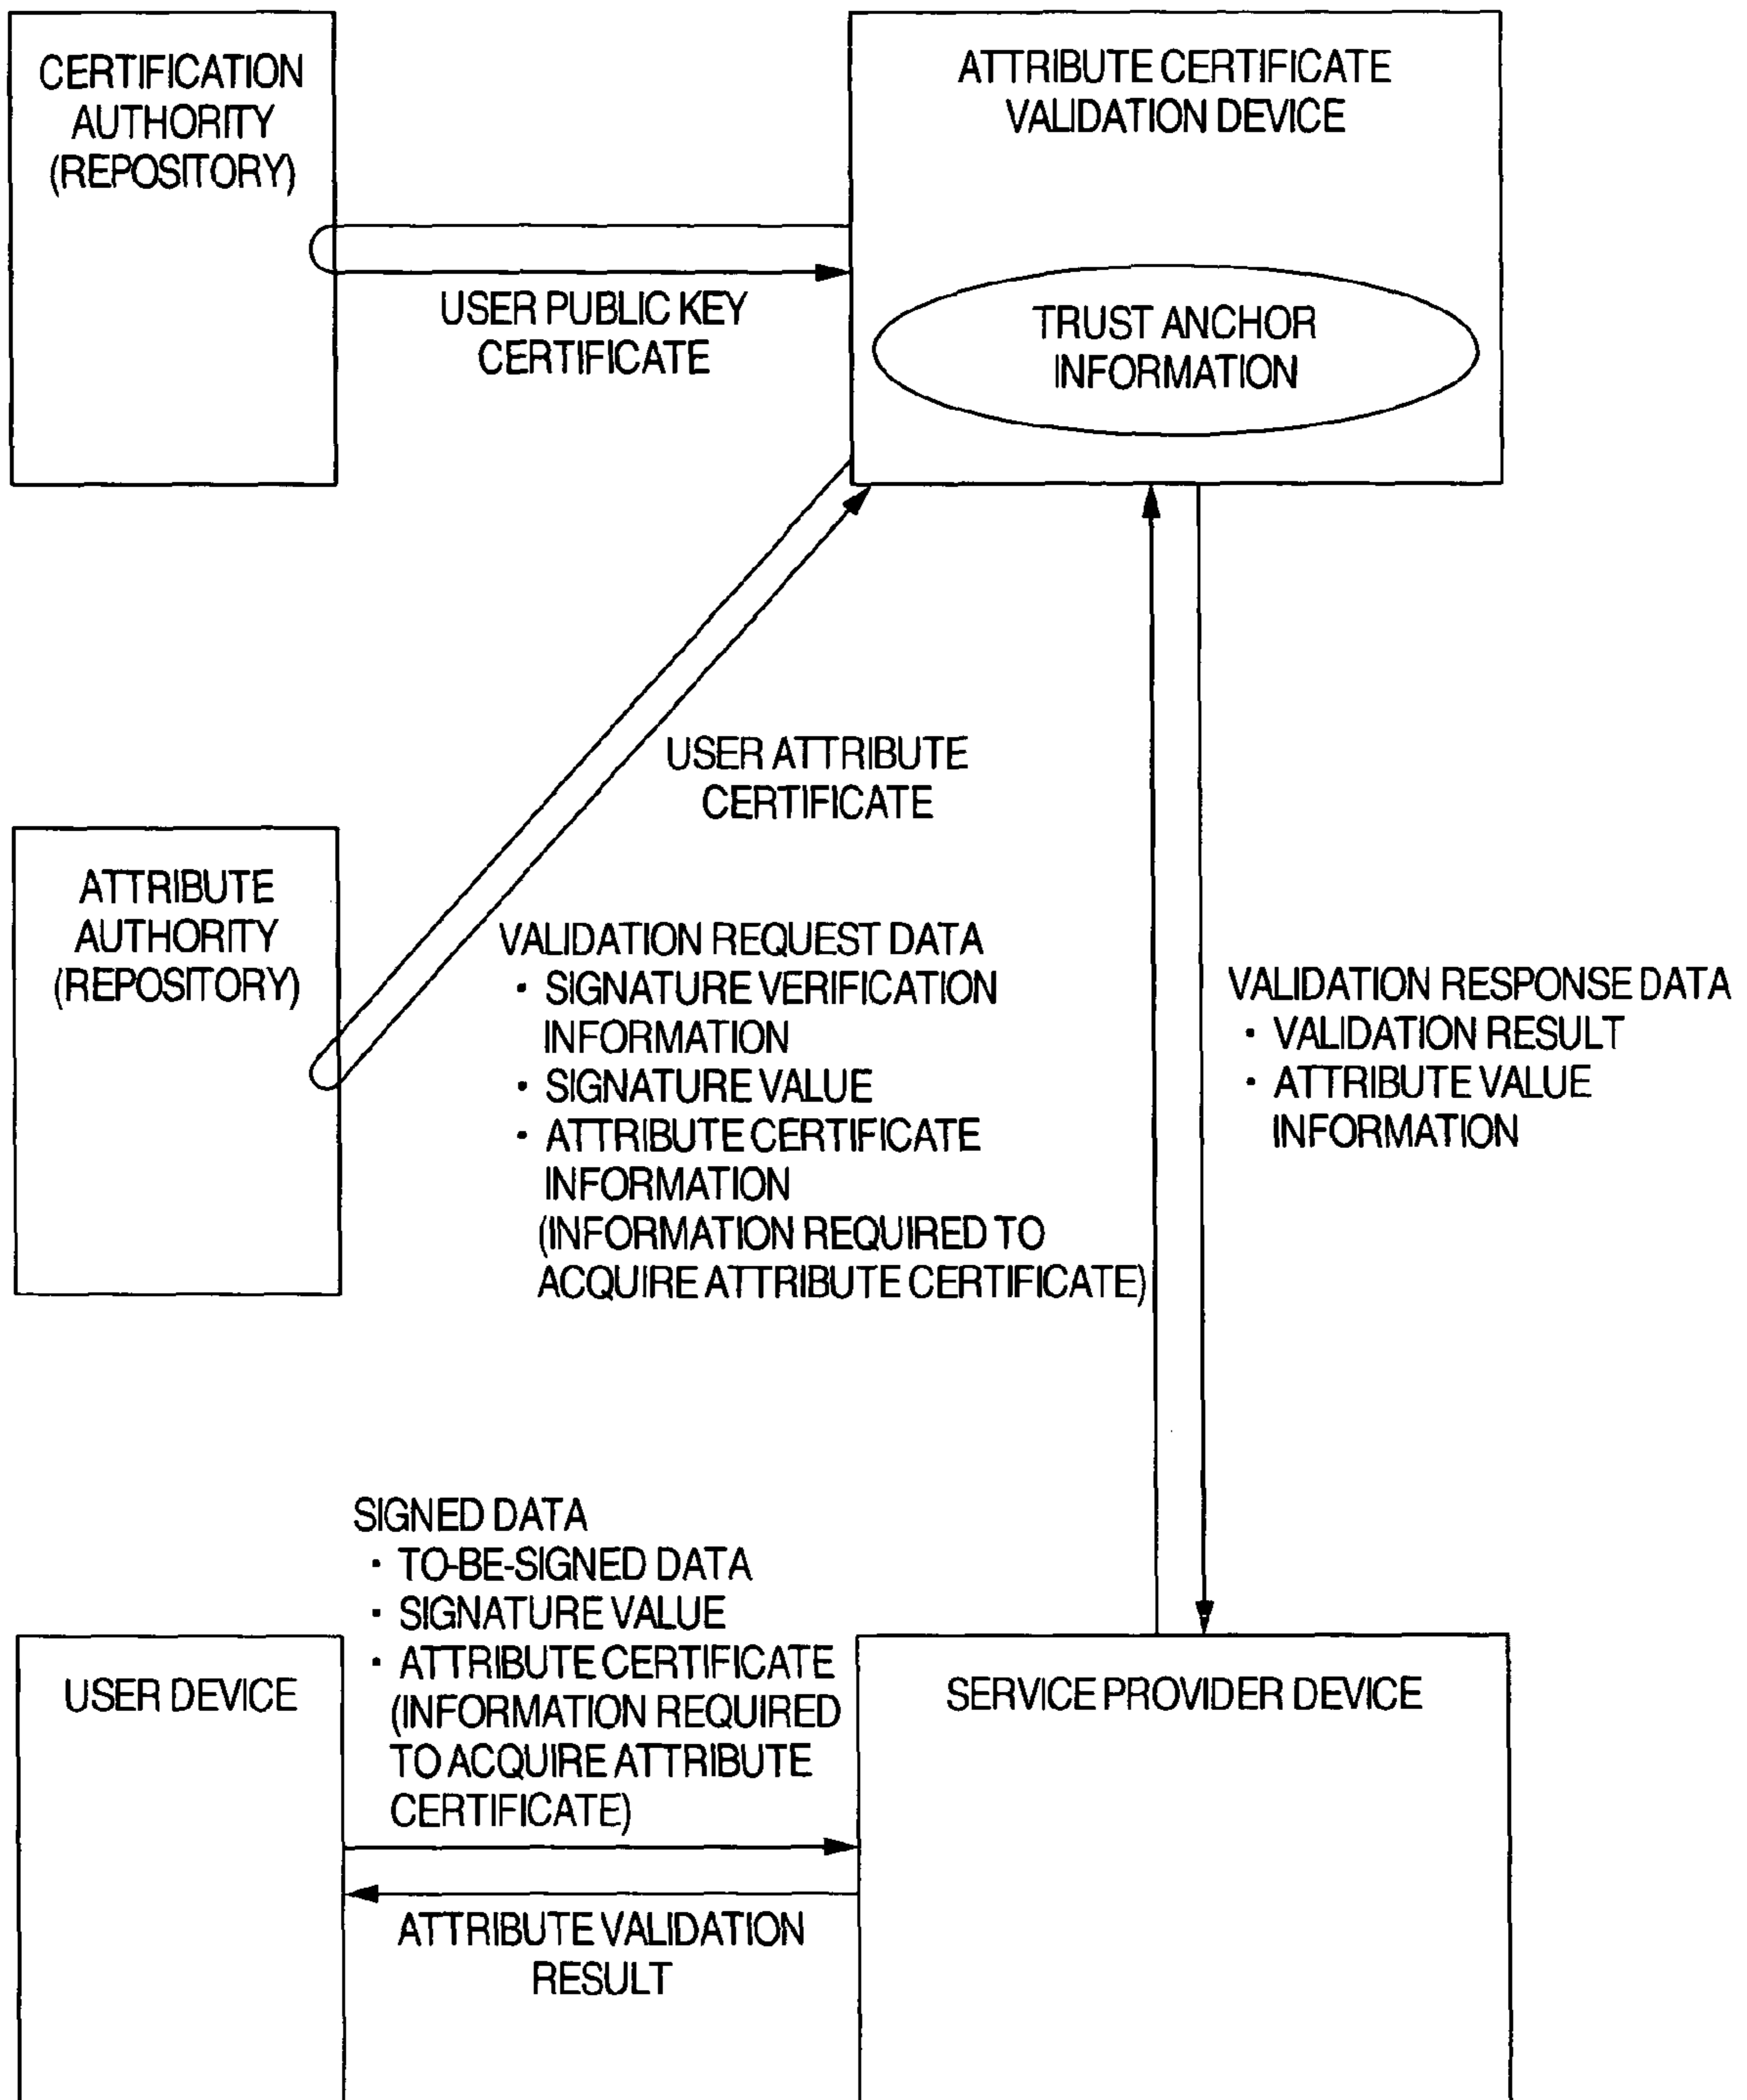 CERTIFICATION
AUTHORITY
(REPOSITORY)
ATTRIBUTE CERTIFICATE
VALIDATION DEVICE
USER PUBLIC KEY
CERTIFICATE
TRUST ANCHOR
INFORMATION
USER ATTRIBUTE
CERTIFICATE
ATTRIBUTE
AUTHORITY
(REPOSITORY)
VALIDATION REQUEST DATA
・ SIGNATURE VERIFICATION
INFORMATION
・ SIGNATURE VALUE
・ ATTRIBUTE CERTIFICATE
INFORMATION
(INFORMATION REQUIRED TO
ACQUIRE ATTRIBUTE CERTIFICATE)
VALIDATION RESPONSE DATA
・ VALIDATION RESULT
・ ATTRIBUTE VALUE
INFORMATION
SIGNED DATA
・ TO-BE-SIGNED DATA
・ SIGNATURE VALUE
・ ATTRIBUTE CERTIFICATE
(INFORMATION REQUIRED
TO ACQUIRE ATTRIBUTE
CERTIFICATE)
USER DEVICE
SERVICE PROVIDER DEVICE
ATTRIBUTE VALIDATION
RESULT